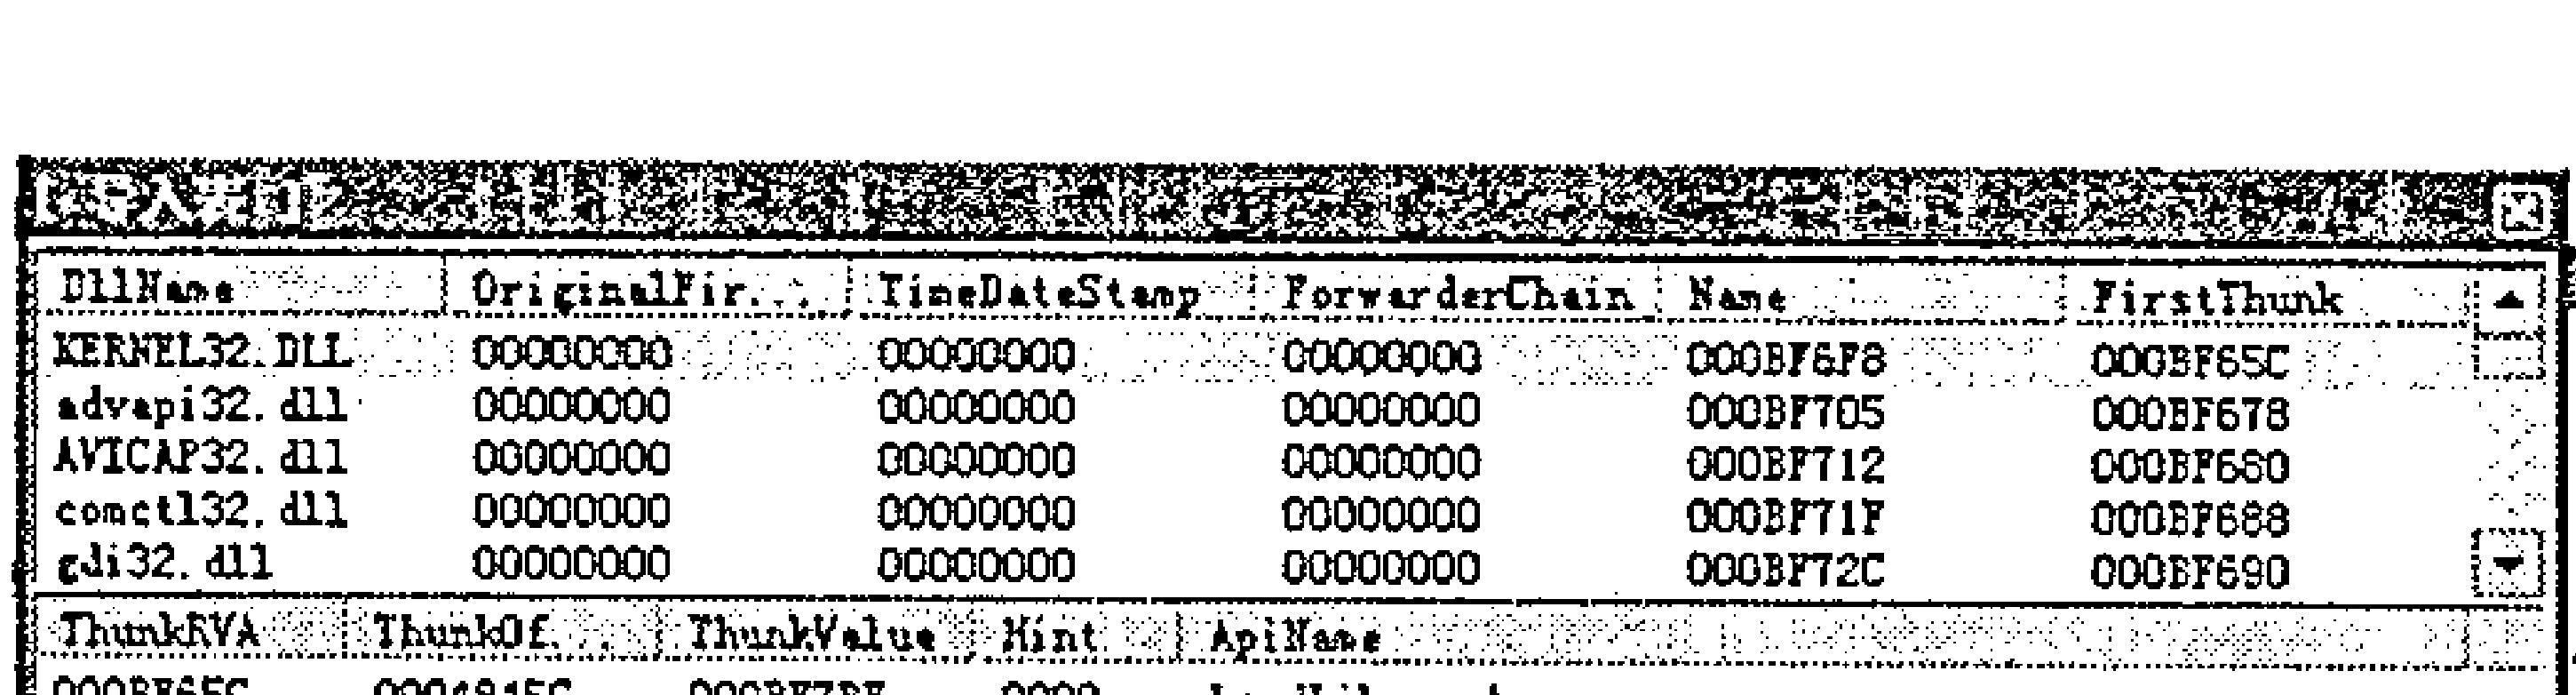 DllName OriginalFir... TimeDateStamp ForwarderChain Name FirstThunk
KERNEL32.DLL 00000000 00000000 00000000 000BF6F8 000BF65C
advapi32.dll 00000000 00000000 00000000 000BF705 000BF678
AVICAP32.dll 00000000 00000000 00000000 000BF712 000BF680
comctl32.dll 00000000 00000000 00000000 000BF71F 000BF688
gdi32.dll 00000000 00000000 00000000 000BF72C 000BF690
ThunkRVA ThunkOf... ThunkValue Hint ApiName
000BF65C